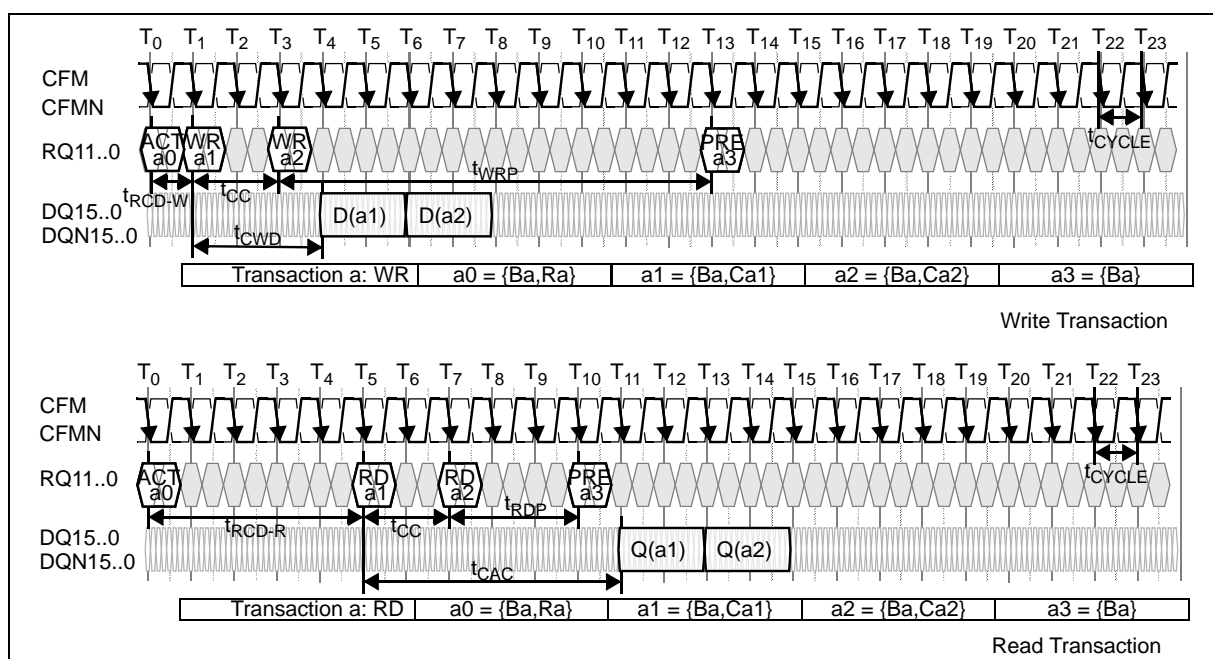 T0 T1 T2 T3 T4 T5 T6 T7 T8 T9 T10 T11 T12 T13 T14 T15 T16 T17 T18 T19 T20 T21 T22 T23
CFM
CFMN
RQ11..0
ACT a0
WR a1
WR a2
PRE a3
tCYCLE
tRCD-W
tCC
tWRP
DQ15..0
DQN15..0
D(a1) D(a2)
tCWD
Transaction a: WR a0 = {Ba,Ra} a1 = {Ba,Ca1} a2 = {Ba,Ca2} a3 = {Ba}
Write Transaction
T0 T1 T2 T3 T4 T5 T6 T7 T8 T9 T10 T11 T12 T13 T14 T15 T16 T17 T18 T19 T20 T21 T22 T23
CFM
CFMN
RQ11..0
ACT a0
RD a1
RD a2
PRE a3
tCYCLE
tRCD-R
tCC
tRDP
DQ15..0
DQN15..0
Q(a1) Q(a2)
tCAC
Transaction a: RD a0 = {Ba,Ra} a1 = {Ba,Ca1} a2 = {Ba,Ca2} a3 = {Ba}
Read Transaction